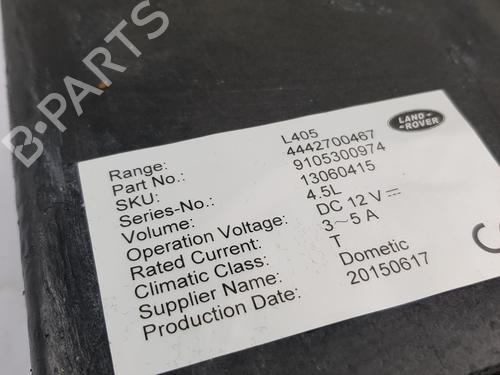 B-PARTS
LAND
ROVER
Range: L405
Part No.: 4442700467
SKU: 9105300974
Series-No.: 13060415
Volume: 4.5L
Operation Voltage: DC 12 V⎓
Rated Current: 3~5 A
Climatic Class: T
Supplier Name: Dometic
Production Date: 20150617